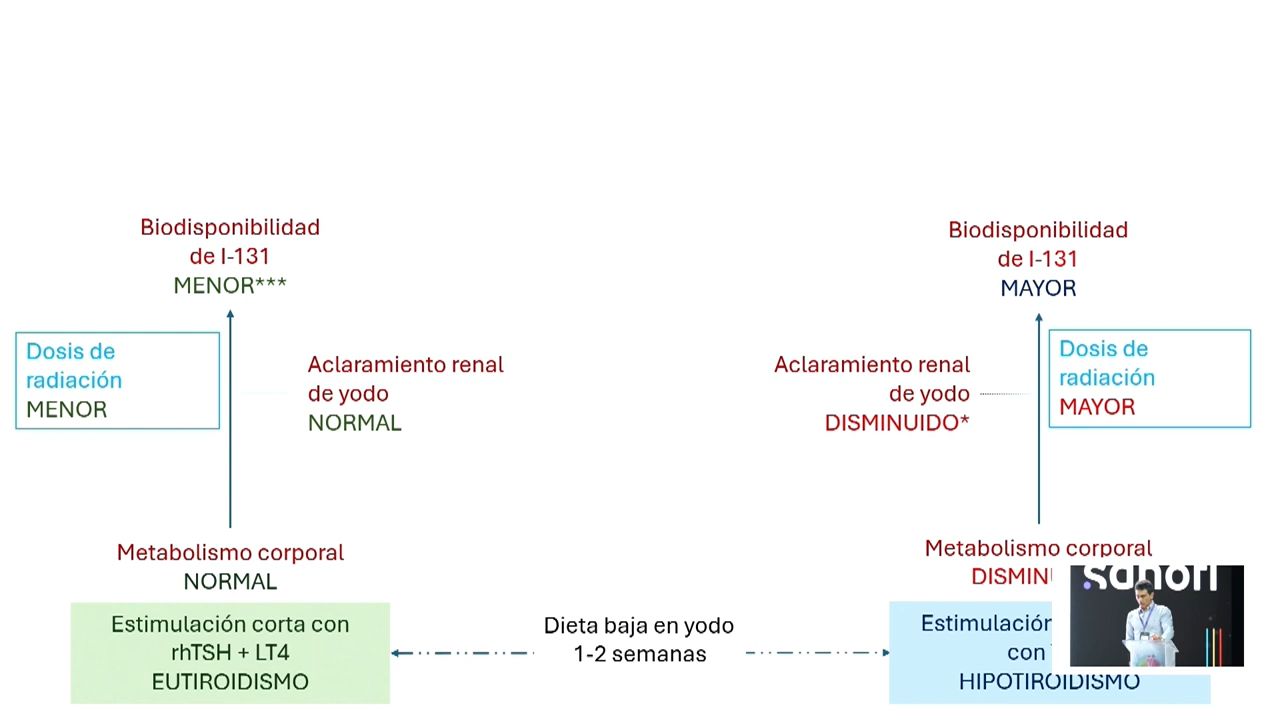 Biodisponibilidad
de I-131
MENOR***
Dosis de
radiación
MENOR
Aclaramiento renal
de yodo
NORMAL
Metabolismo corporal
NORMAL
Estimulación corta con
rhTSH + LT4
EUTIROIDISMO
Dieta baja en yodo
1-2 semanas
Biodisponibilidad
de I-131
MAYOR
Aclaramiento renal
de yodo
DISMINUIDO*
Dosis de
radiación
MAYOR
Metabolismo corporal
Estimulación
con
HIPOTIROIDISMO
sanofi